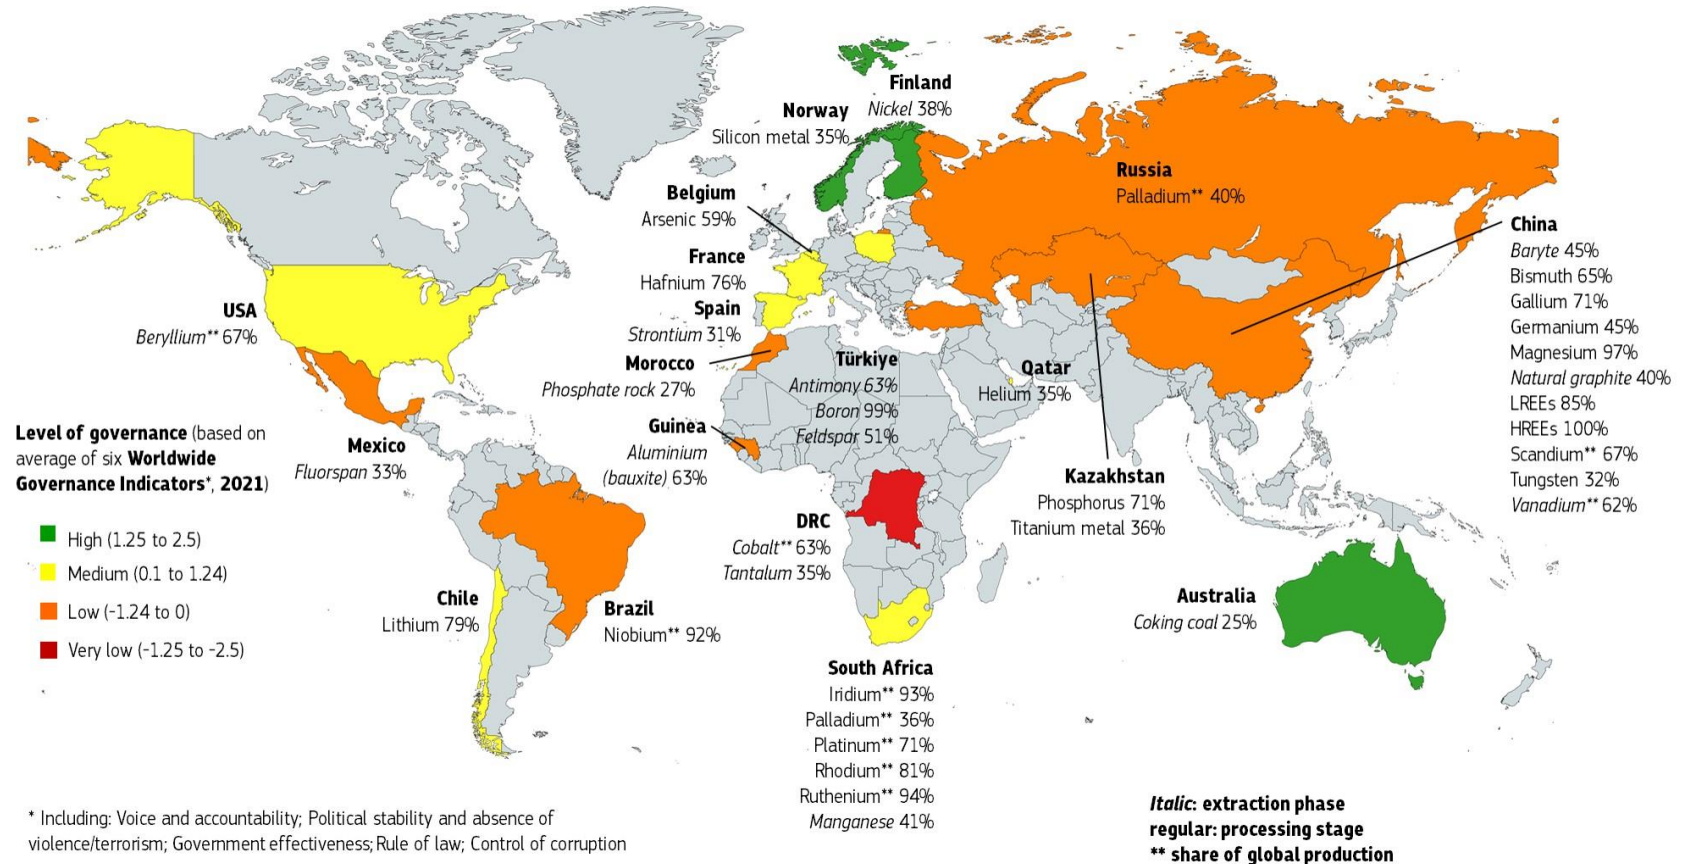 Finland
Nickel 38%
Norway
Silicon metal 35%
Russia
Palladium** 40%
Belgium
Arsenic 59%
France
Hafnium 76%
Spain
Strontium 31%
Morocco
Phosphate rock 27%
USA
Beryllium** 67%
China
Baryte 45%
Bismuth 65%
Gallium 71%
Germanium 45%
Magnesium 97%
Natural graphite 40%
LREEs 85%
HREEs 100%
Scandium** 67%
Tungsten 32%
Vanadium** 62%
Türkiye
Antimony 63%
Boron 99%
Feldspar 51%
Qatar
Helium 35%
Guinea
Aluminium
(bauxite) 63%
Mexico
Fluorspan 33%
Kazakhstan
Phosphorus 71%
Titanium metal 36%
DRC
Cobalt** 63%
Tantalum 35%
Chile
Lithium 79%
Brazil
Niobium** 92%
Australia
Coking coal 25%
South Africa
Iridium** 93%
Palladium** 36%
Platinum** 71%
Rhodium** 81%
Ruthenium** 94%
Manganese 41%
Level of governance (based on
average of six Worldwide
Governance Indicators*, 2021)
High (1.25 to 2.5)
Medium (0.1 to 1.24)
Low (-1.24 to 0)
Very low (-1.25 to -2.5)
* Including: Voice and accountability; Political stability and absence of
violence/terrorism; Government effectiveness; Rule of law; Control of corruption
Italic: extraction phase
regular: processing stage
** share of global production